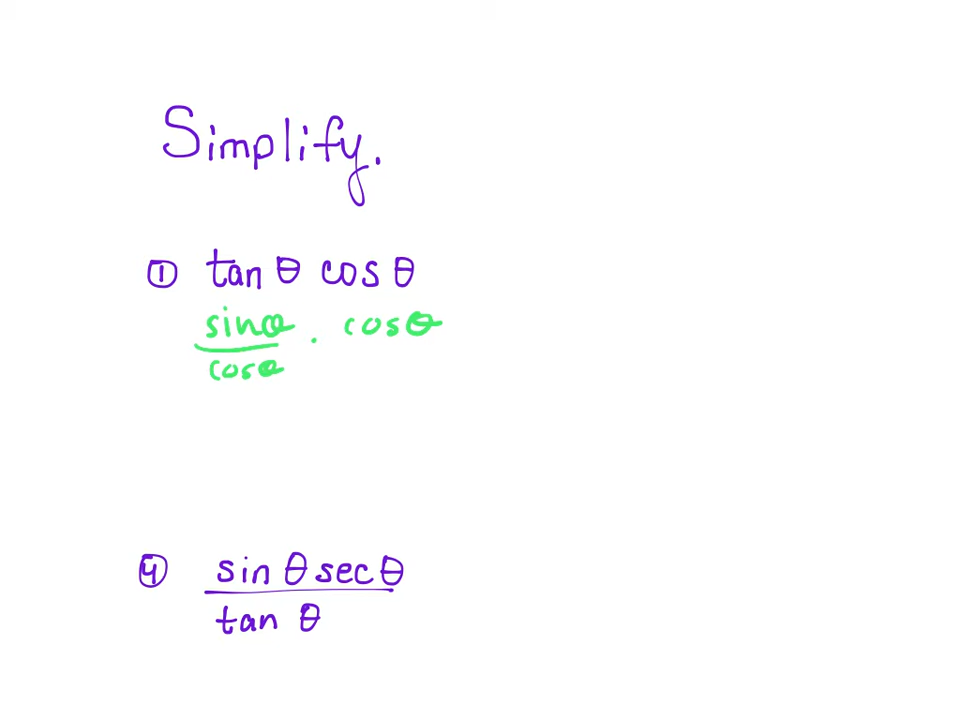 Simplify.
① tan θ cos θ
sinθ/cosθ · cosθ
④ sin θ sec θ / tan θ